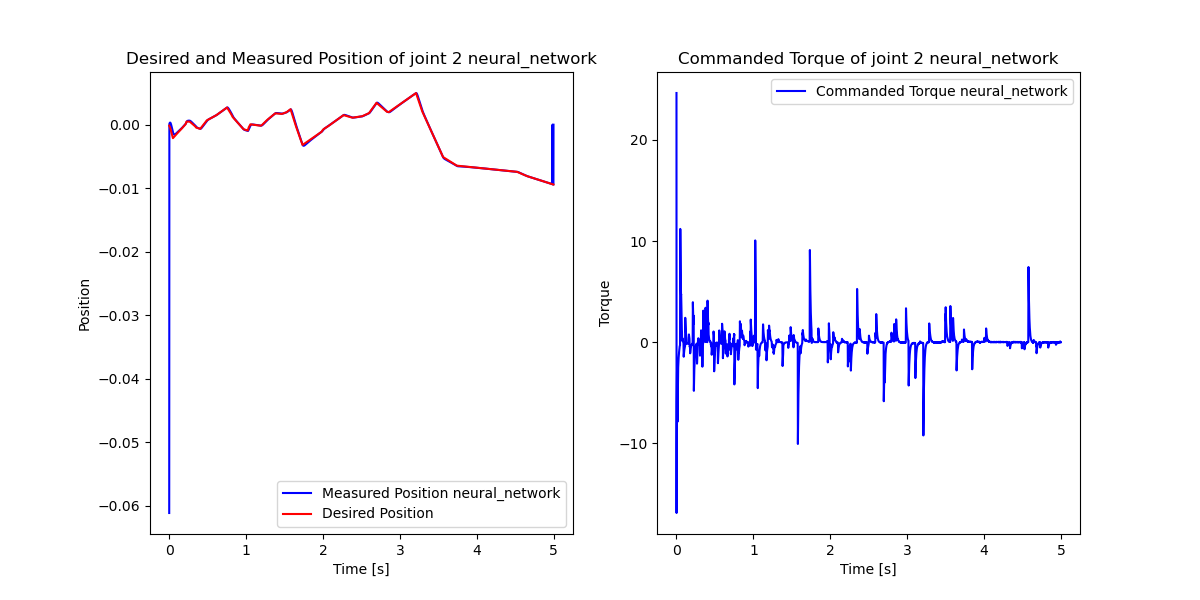 Desired and Measured Position of joint 2 neural_network
Position
0.00
−0.01
−0.02
−0.03
−0.04
−0.05
−0.06
Measured Position neural_network
Desired Position
0
1
2
3
4
5
Time [s]
Commanded Torque of joint 2 neural_network
Torque
20
10
0
−10
Commanded Torque neural_network
0
1
2
3
4
5
Time [s]